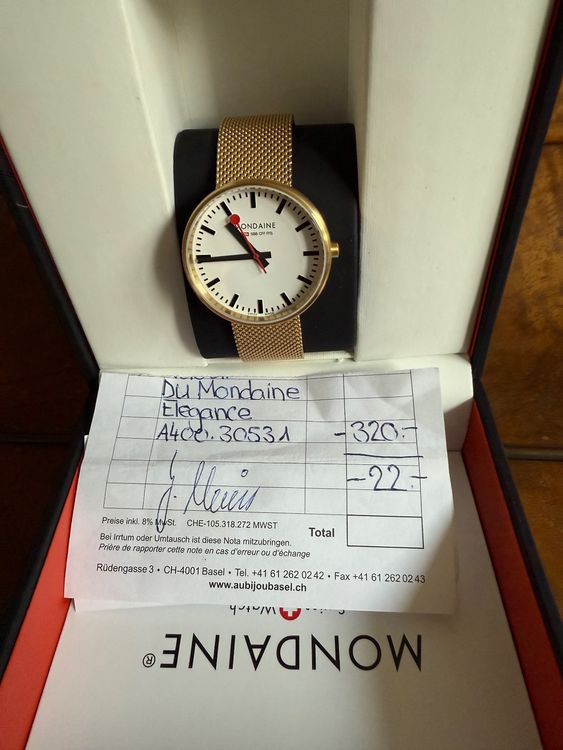 MONDAINE
SBB CFF FFS
Du Mondaine
Elegance
A400.30531 -320.-
-22.-
Preise inkl. 8% MwSt. CHE-105.318.272 MWST
Total
Bei Irrtum oder Umtausch ist diese Nota mitzubringen.
Prière de rapporter cette note en cas d'erreur ou d'échange
Rüdengasse 3 • CH-4001 Basel • Tel. +41 61 262 02 42 • Fax +41 61 262 02 43
www.aubijoubasel.ch
Swiss Watch
MONDAINE®